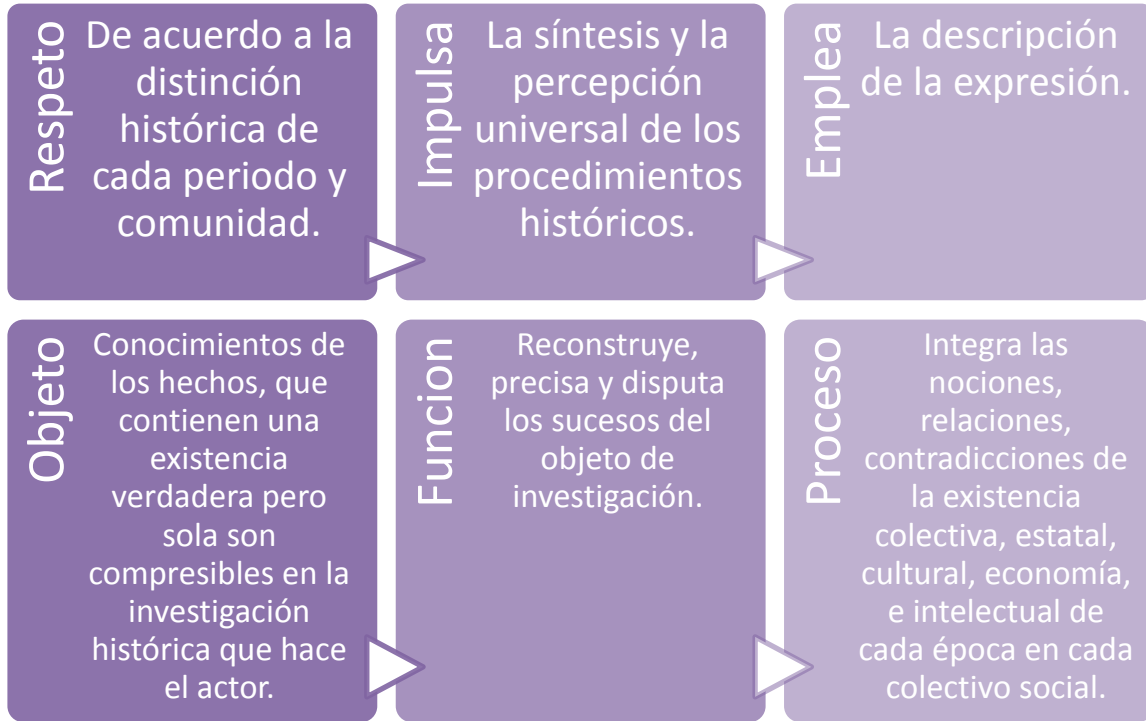 Respeto
De acuerdo a la
distinción
histórica de
cada periodo y
comunidad.
Impulsa
La síntesis y la
percepción
universal de los
procedimientos
históricos.
Emplea
La descripción
de la expresión.
Objeto
Conocimientos de
los hechos, que
contienen una
existencia
verdadera pero
sola son
compresibles en la
investigación
histórica que hace
el actor.
Funcion
Reconstruye,
precisa y disputa
los sucesos del
objeto de
investigación.
Proceso
Integra las
nociones,
relaciones,
contradicciones de
la existencia
colectiva, estatal,
cultural, economía,
e intelectual de
cada época en cada
colectivo social.